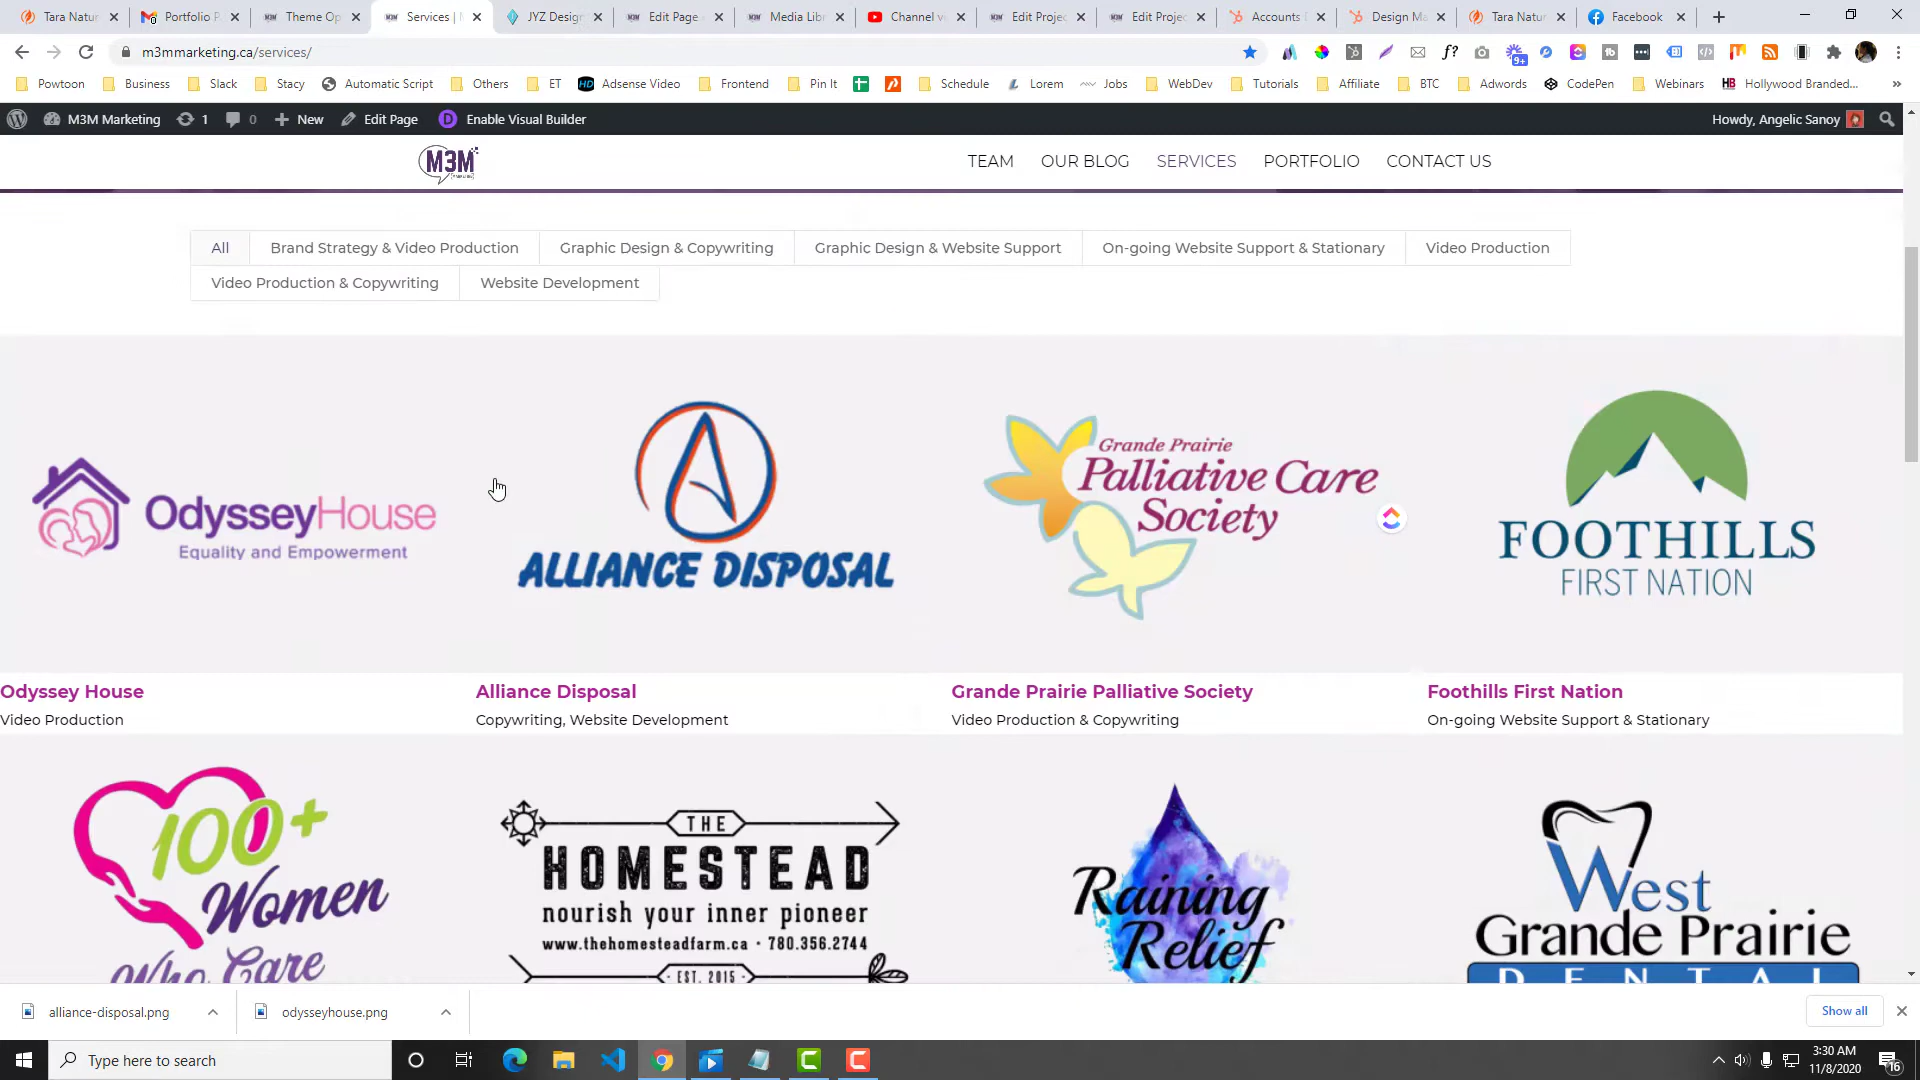 Tara Natur
Portfolio P
Theme Op
Services |
JYZ Design
Edit Page
Media Libr
Channel v
Edit Projec
Edit Projec
Accounts
Design Ma
Tara Natur
Facebook
m3mmarketing.ca/services/
9+
Powtoon
Business
Slack
Stacy
Automatic Script
Others
ET
HD
Adsense Video
Frontend
Pin It
Schedule
Lorem
Jobs
WebDev
Tutorials
Affiliate
BTC
Adwords
CodePen
Webinars
HB
Hollywood Branded...
M3M Marketing
1
0
New
Edit Page
D
Enable Visual Builder
Howdy, Angelic Sanoy
M3M
TEAM
OUR BLOG
SERVICES
PORTFOLIO
CONTACT US
All
Brand Strategy & Video Production
Graphic Design & Copywriting
Graphic Design & Website Support
On-going Website Support & Stationary
Video Production
Video Production & Copywriting
Website Development
OdysseyHouse
Equality and Empowerment
ALLIANCE DISPOSAL
Grande Prairie
Palliative Care
Society
FOOTHILLS
FIRST NATION
Odyssey House
Video Production
Alliance Disposal
Copywriting, Website Development
Grande Prairie Palliative Society
Video Production & Copywriting
Foothills First Nation
On-going Website Support & Stationary
100+
Women
Who Care
THE
HOMESTEAD
nourish your inner pioneer
www.thehomesteadfarm.ca · 780.356.2744
EST. 2015
Raining
Relief
West
Grande Prairie
DENTAL
alliance-disposal.png
odysseyhouse.png
Show all
Type here to search
3:30 AM
11/8/2020
16